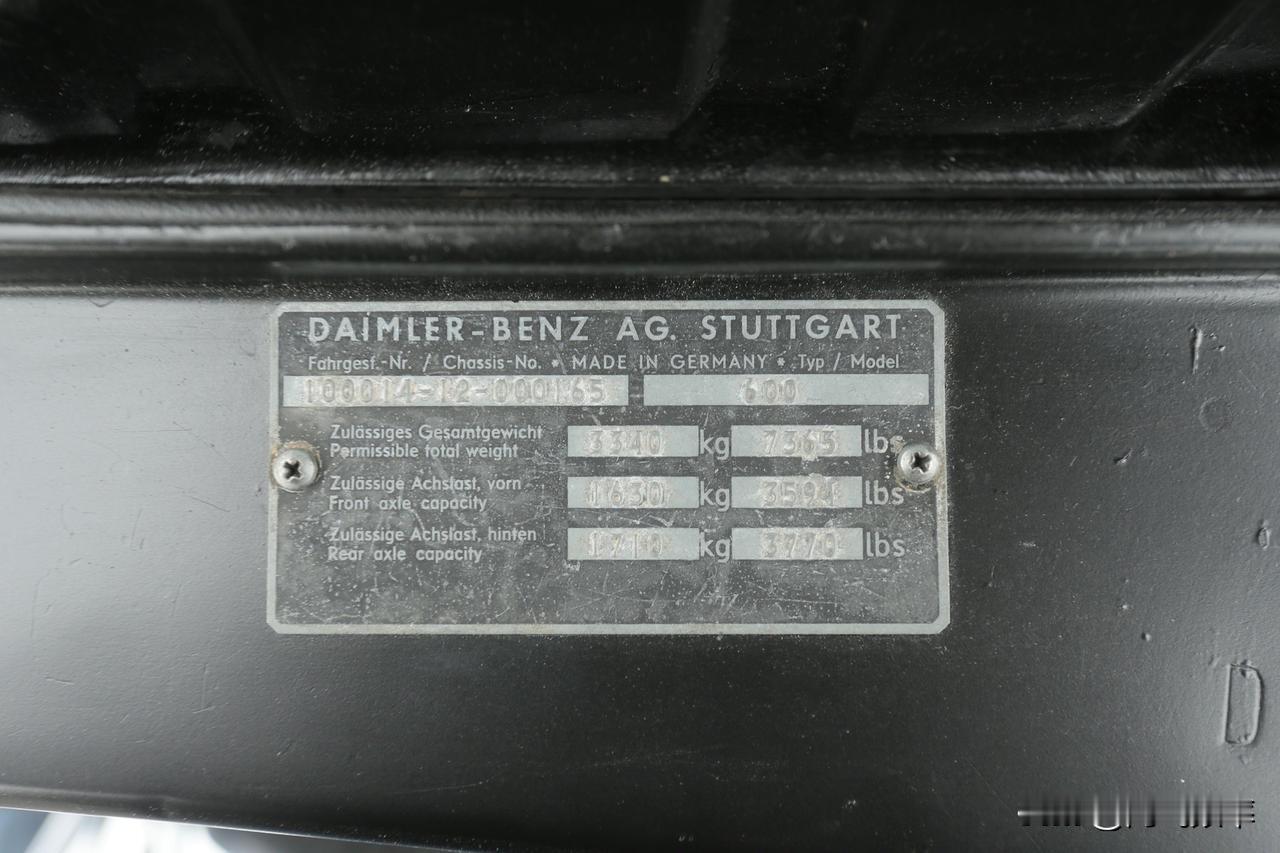 DAIMLER-BENZ AG. STUTTGART
Fahrgest.-Nr. / Chassis-No. * MADE IN GERMANY * Typ / Model
100014-12-000165 600
Zulässiges Gesamtgewicht
Permissible total weight 3340 kg 7363 lbs
Zulässige Achslast, vorn
Front axle capacity 1630 kg 3594 lbs
Zulässige Achslast, hinten
Rear axle capacity 1710 kg 3770 lbs
D